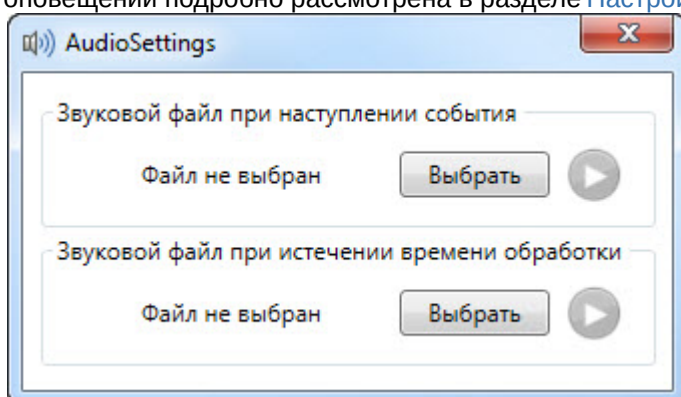 оповещений подробно рассмотрена в разделе Настрой
AudioSettings
Звуковой файл при наступлении события
Файл не выбран Выбрать
Звуковой файл при истечении времени обработки
Файл не выбран Выбрать